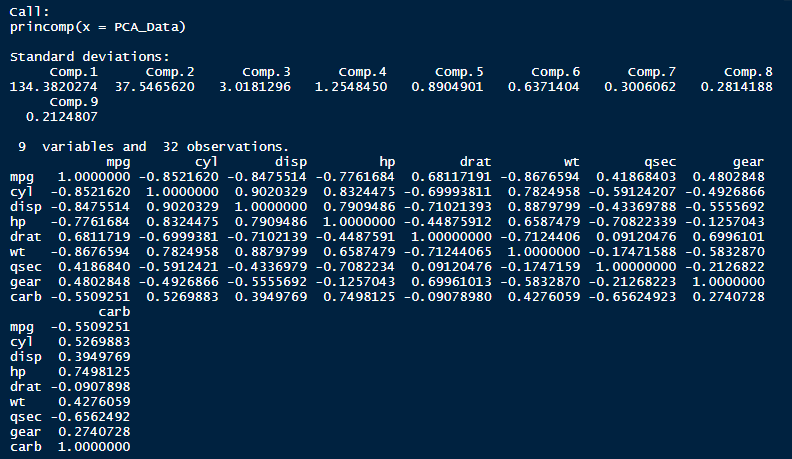 Call:
princomp(x = PCA_Data)
Standard deviations:
Comp.1 Comp.2 Comp.3 Comp.4 Comp.5 Comp.6 Comp.7 Comp.8
134.3820274 37.5465620 3.0181296 1.2548450 0.8904901 0.6371404 0.3006062 0.2814188
Comp.9
0.2124807
9 variables and 32 observations.
mpg cyl disp hp drat wt qsec gear
mpg 1.0000000 -0.8521620 -0.8475514 -0.7761684 0.68117191 -0.8676594 0.41868403 0.4802848
cyl -0.8521620 1.0000000 0.9020329 0.8324475 -0.69993811 0.7824958 -0.59124207 -0.4926866
disp -0.8475514 0.9020329 1.0000000 0.7909486 -0.71021393 0.8879799 -0.43369788 -0.5555692
hp -0.7761684 0.8324475 0.7909486 1.0000000 -0.44875912 0.6587479 -0.70822339 -0.1257043
drat 0.6811719 -0.6999381 -0.7102139 -0.4487591 1.00000000 -0.7124406 0.09120476 0.6996101
wt -0.8676594 0.7824958 0.8879799 0.6587479 -0.71244065 1.0000000 -0.17471588 -0.5832870
qsec 0.4186840 -0.5912421 -0.4336979 -0.7082234 0.09120476 -0.1747159 1.00000000 -0.2126822
gear 0.4802848 -0.4926866 -0.5555692 -0.1257043 0.69961013 -0.5832870 -0.21268223 1.0000000
carb -0.5509251 0.5269883 0.3949769 0.7498125 -0.09078980 0.4276059 -0.65624923 0.2740728
carb
mpg -0.5509251
cyl 0.5269883
disp 0.3949769
hp 0.7498125
drat -0.0907898
wt 0.4276059
qsec -0.6562492
gear 0.2740728
carb 1.0000000